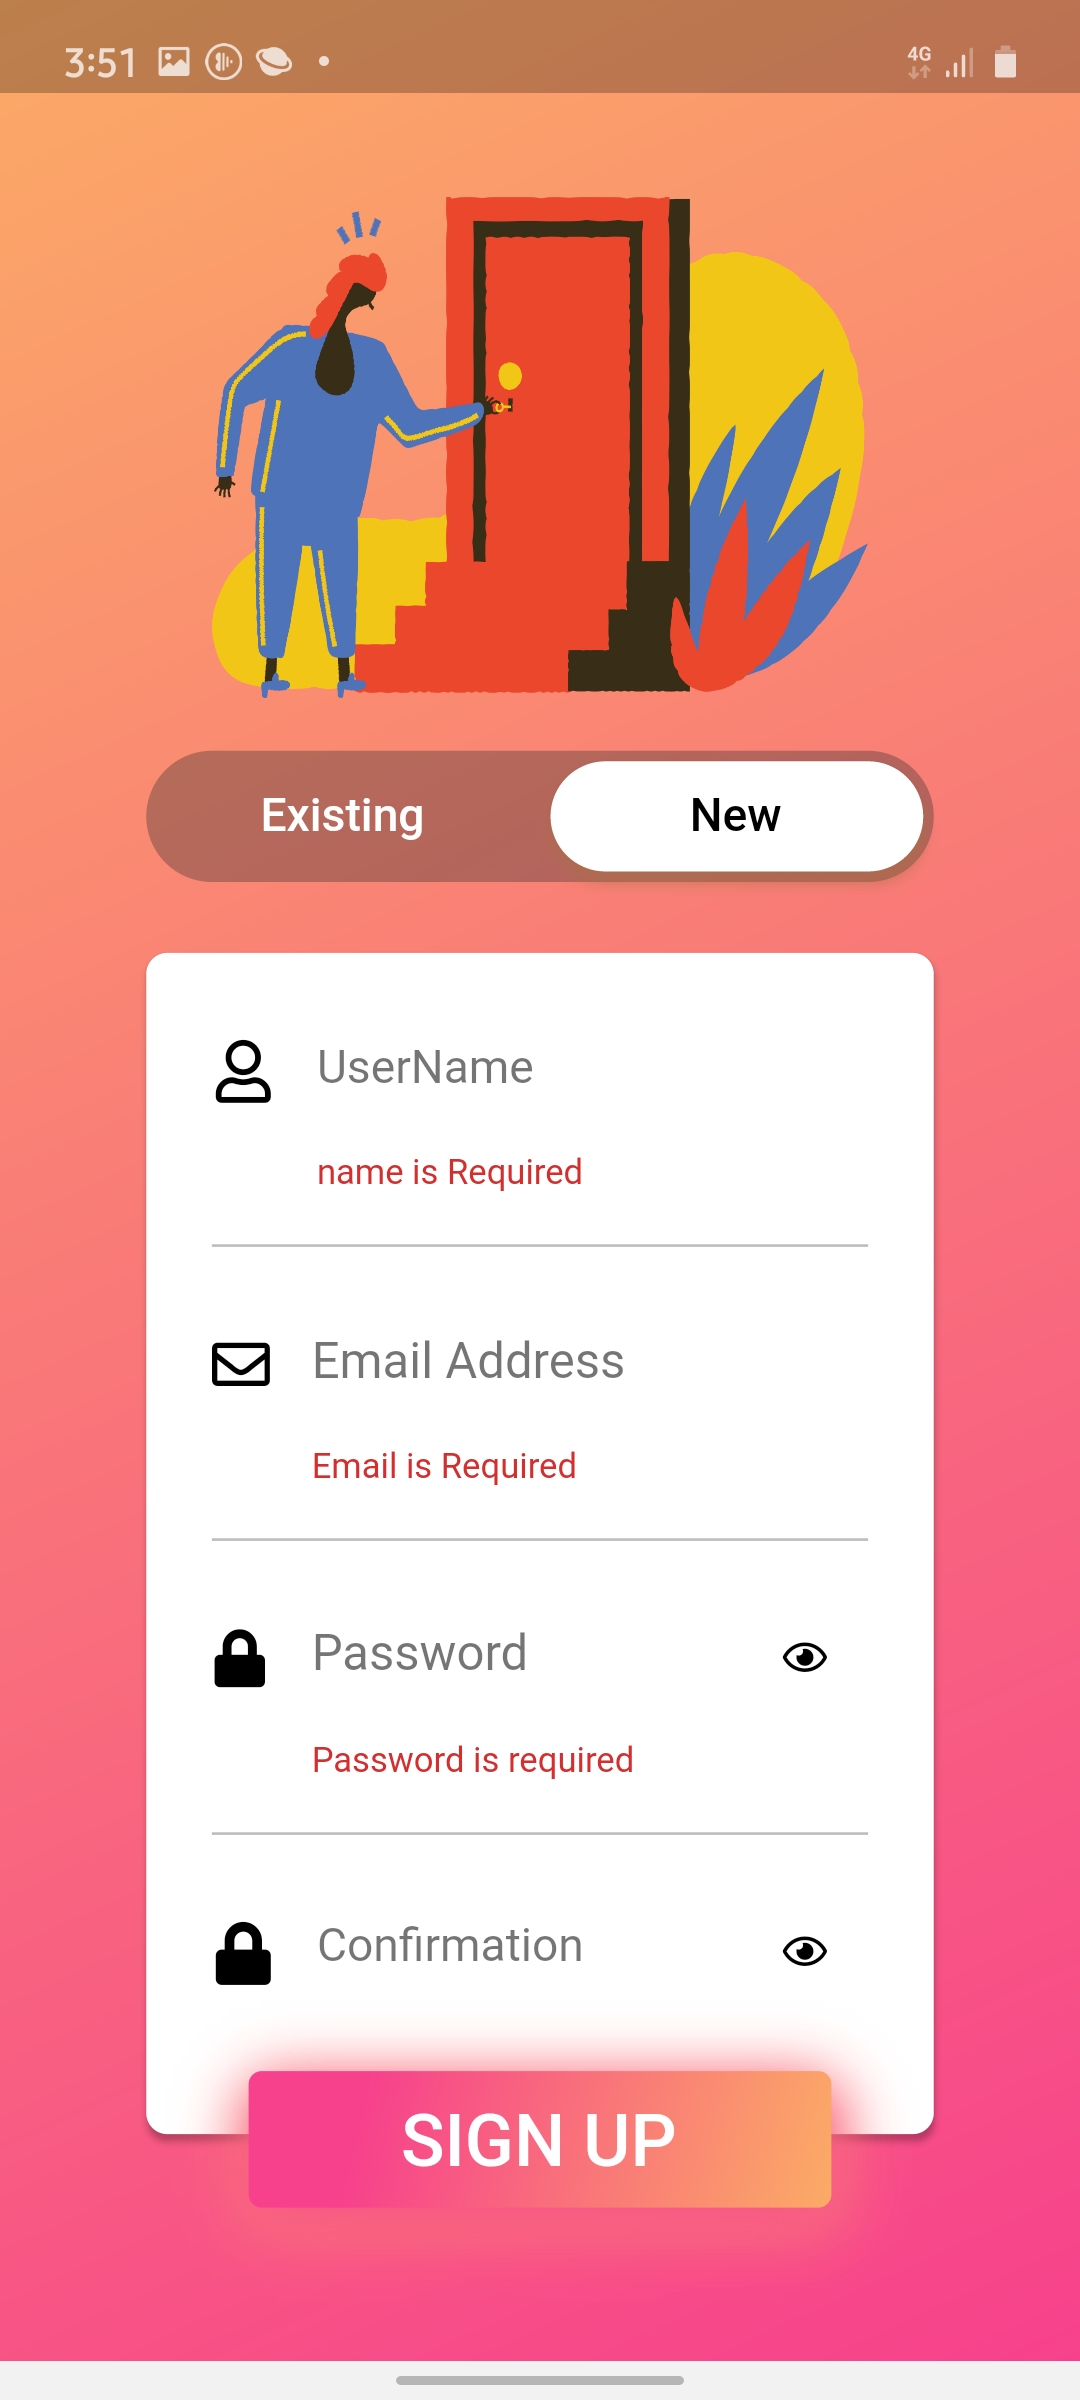 3:51
4G
Existing
New
UserName
name is Required
Email Address
Email is Required
Password
Password is required
Confirmation
SIGN UP